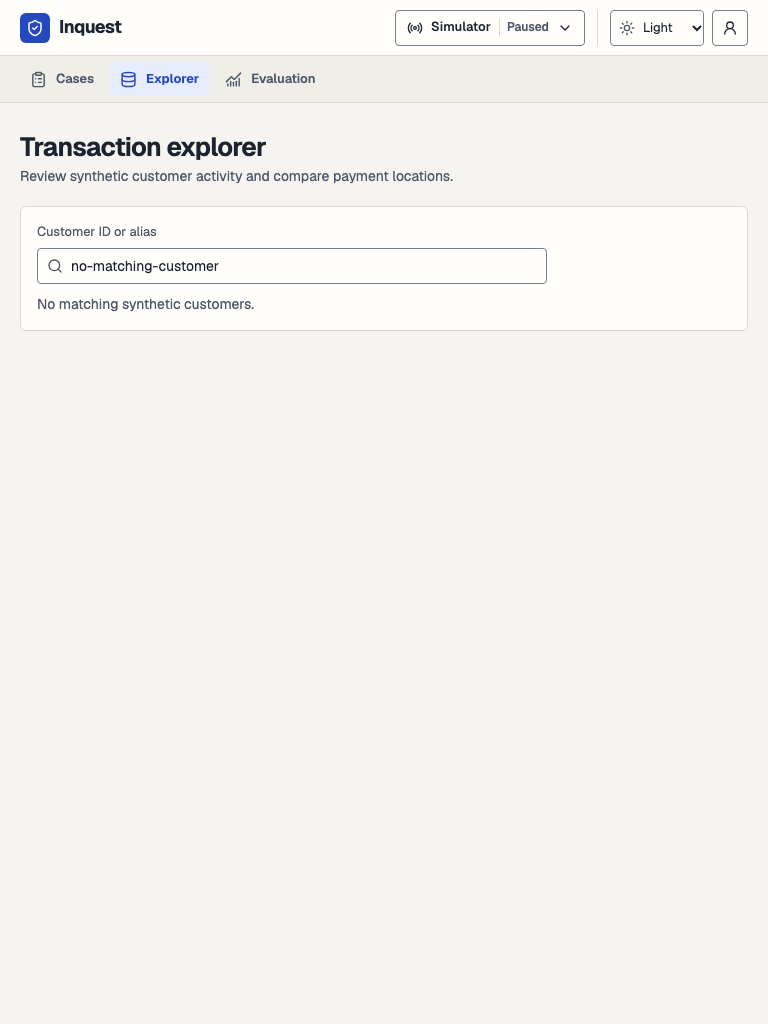 Inquest
Simulator
Paused
Light
Cases
Explorer
Evaluation
Transaction explorer
Review synthetic customer activity and compare payment locations.
Customer ID or alias
no-matching-customer
No matching synthetic customers.